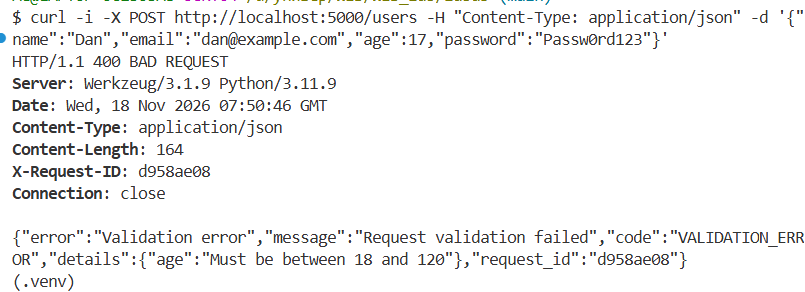 $ curl -i -X POST http://localhost:5000/users -H "Content-Type: application/json" -d '{"
name":"Dan","email":"dan@example.com","age":17,"password":"Passw0rd123"}'
HTTP/1.1 400 BAD REQUEST
Server: Werkzeug/3.1.9 Python/3.11.9
Date: Wed, 18 Nov 2026 07:50:46 GMT
Content-Type: application/json
Content-Length: 164
X-Request-ID: d958ae08
Connection: close

{"error":"Validation error","message":"Request validation failed","code":"VALIDATION_ERR
OR","details":{"age":"Must be between 18 and 120"},"request_id":"d958ae08"}
(.venv)